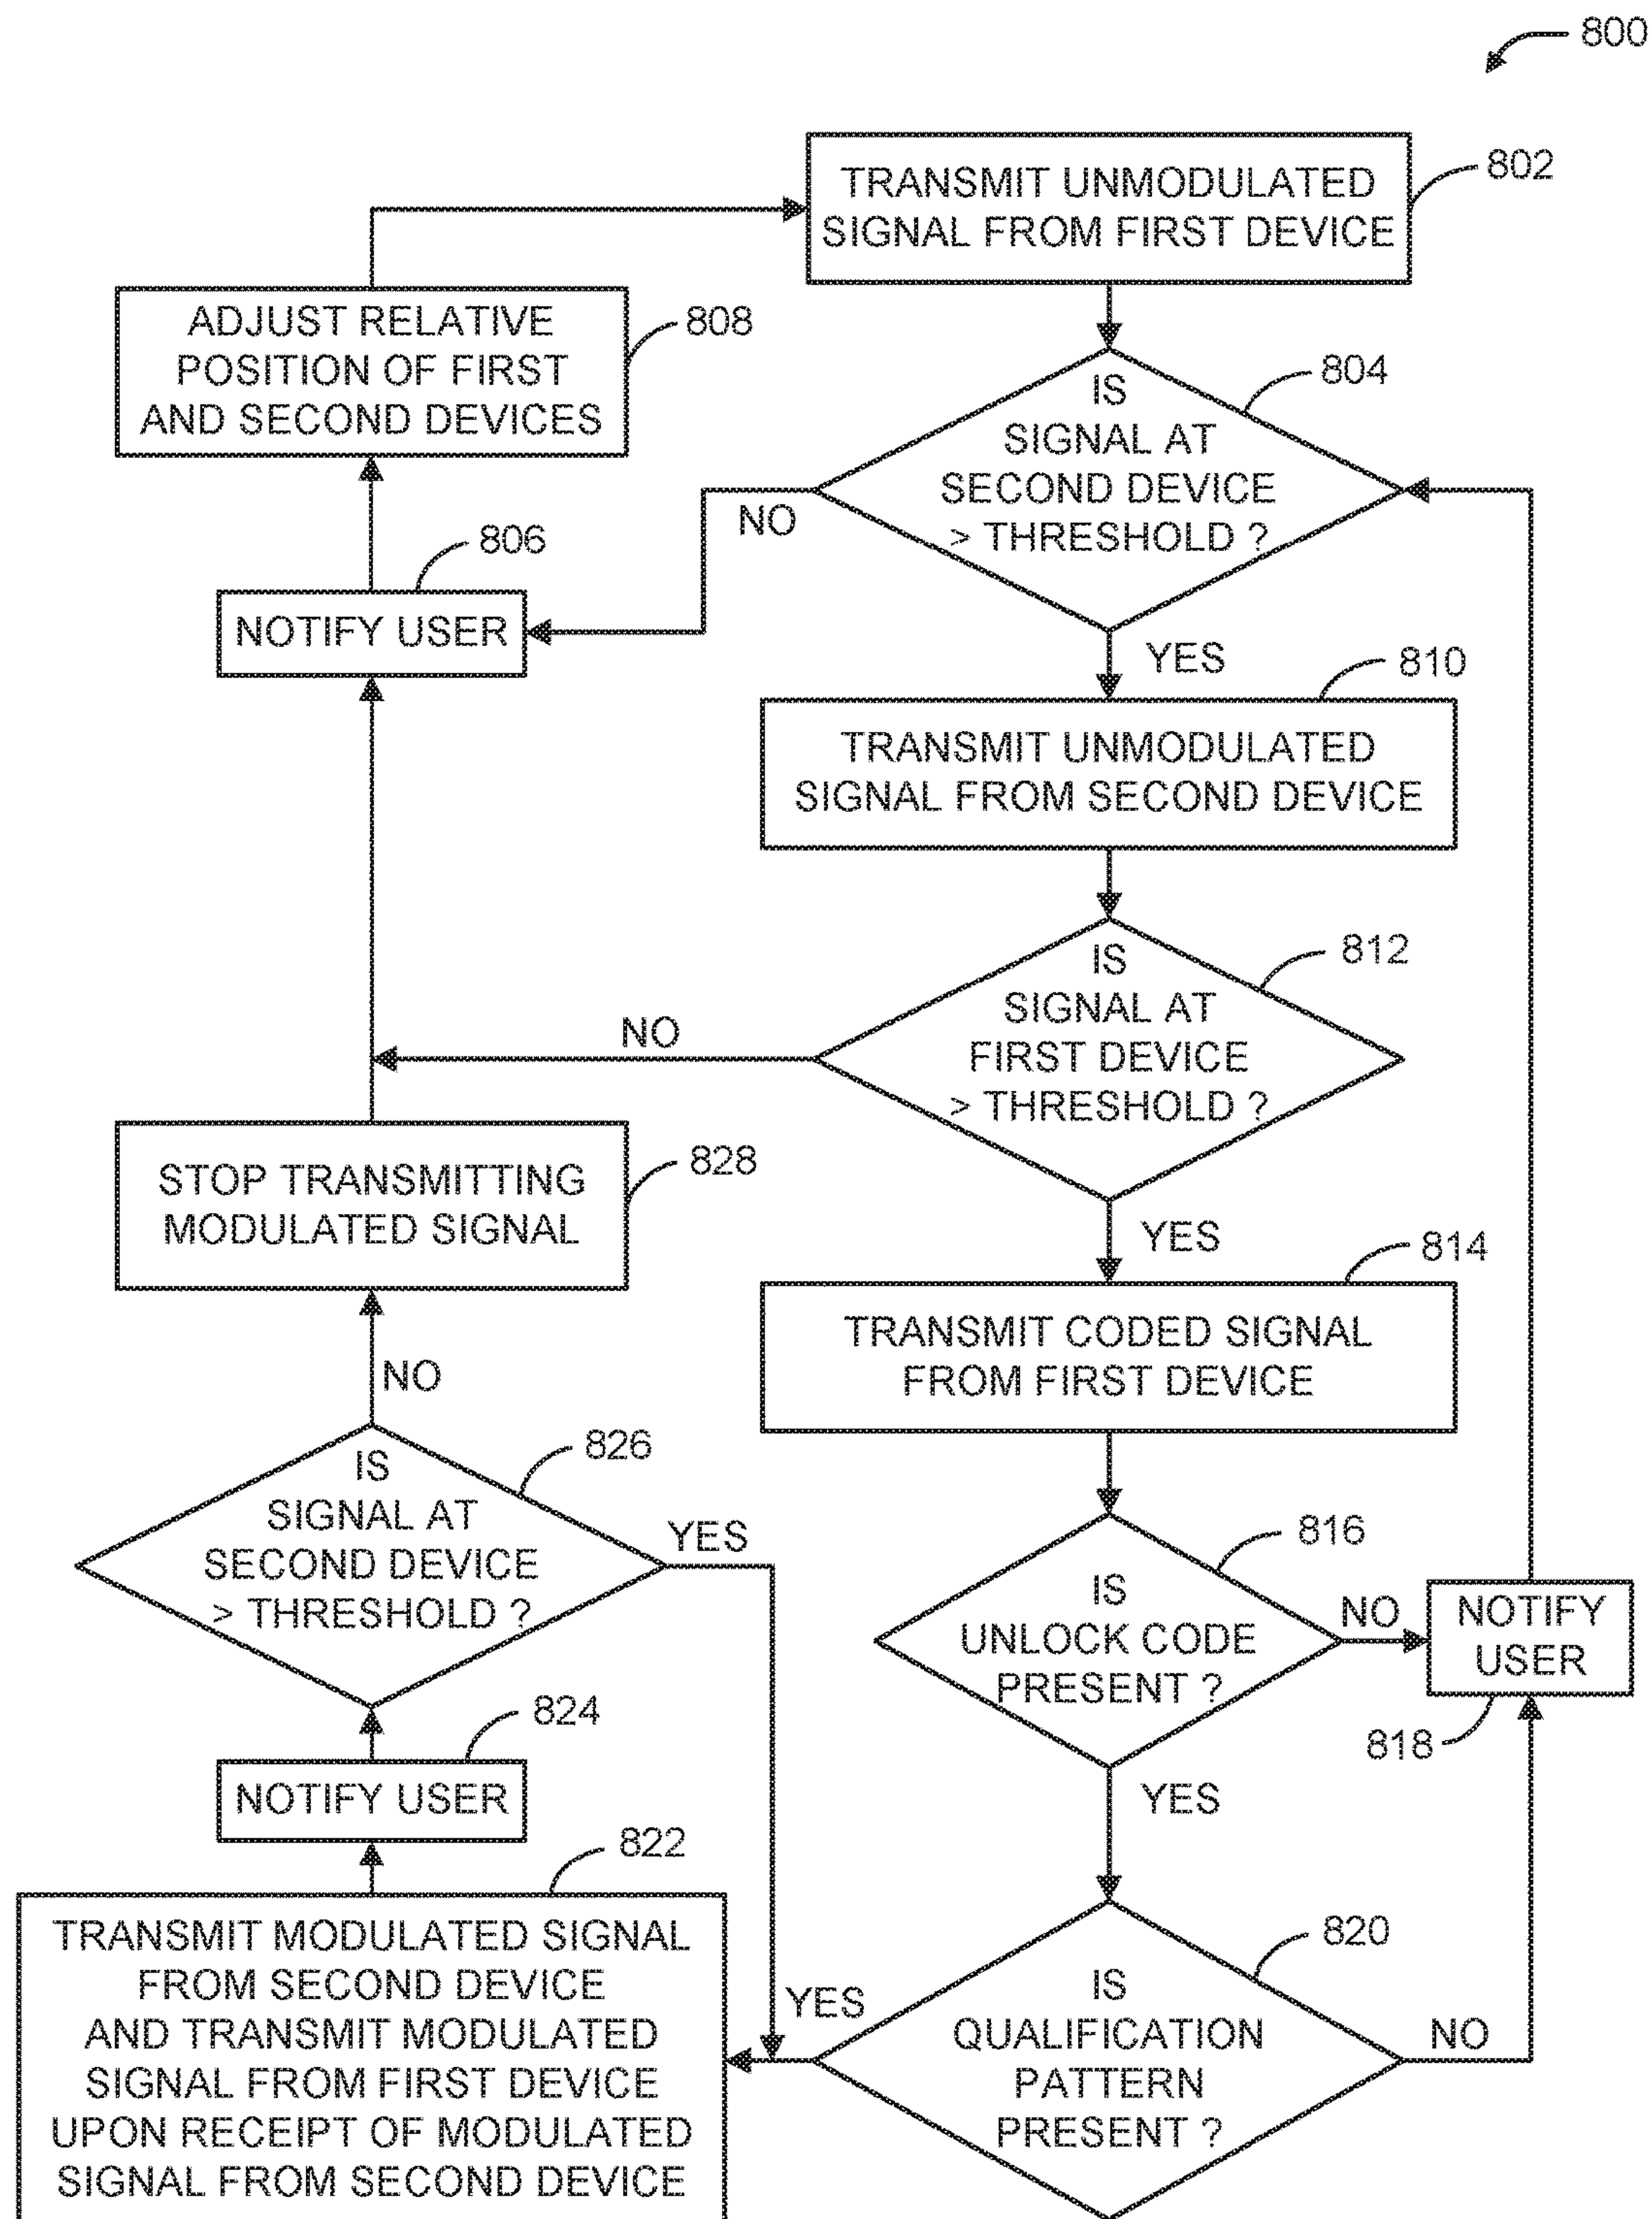 800
TRANSMIT UNMODULATED
SIGNAL FROM FIRST DEVICE
802
ADJUST RELATIVE
POSITION OF FIRST
AND SECOND DEVICES
808
IS
SIGNAL AT
SECOND DEVICE
> THRESHOLD ?
804
NO
YES
806
NOTIFY USER
810
TRANSMIT UNMODULATED
SIGNAL FROM SECOND DEVICE
IS
SIGNAL AT
FIRST DEVICE
> THRESHOLD ?
812
NO
YES
STOP TRANSMITTING
MODULATED SIGNAL
828
814
TRANSMIT CODED SIGNAL
FROM FIRST DEVICE
NO
IS
SIGNAL AT
SECOND DEVICE
> THRESHOLD ?
826
YES
IS
UNLOCK CODE
PRESENT ?
816
NO
YES
NOTIFY
USER
818
824
NOTIFY USER
822
TRANSMIT MODULATED SIGNAL
FROM SECOND DEVICE
AND TRANSMIT MODULATED
SIGNAL FROM FIRST DEVICE
UPON RECEIPT OF MODULATED
SIGNAL FROM SECOND DEVICE
YES
IS
QUALIFICATION
PATTERN
PRESENT ?
820
NO